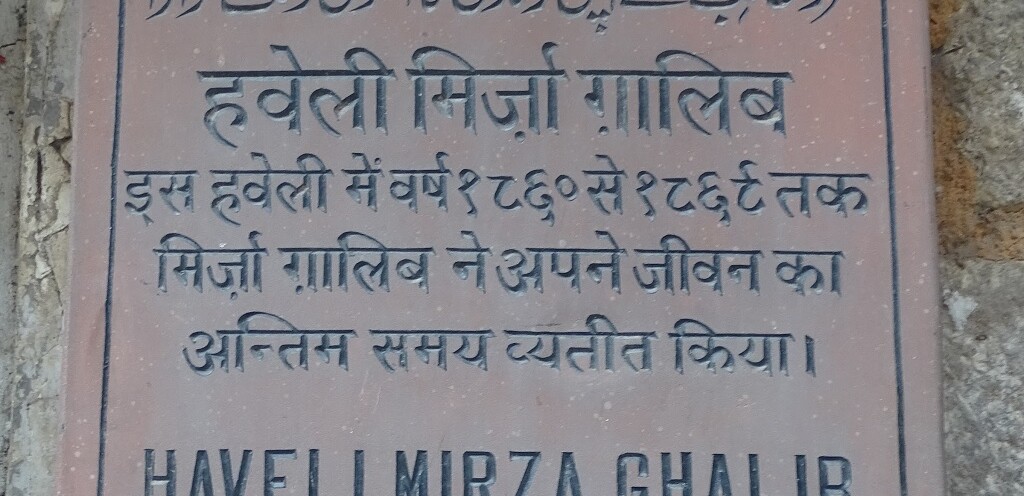 हवेली मिर्ज़ा ग़ालिब
इस हवेली में वर्ष १८६० से १८६९ तक
मिर्ज़ा ग़ालिब ने अपने जीवन का
अन्तिम समय व्यतीत किया।
HAVELI MIRZA GHALIB